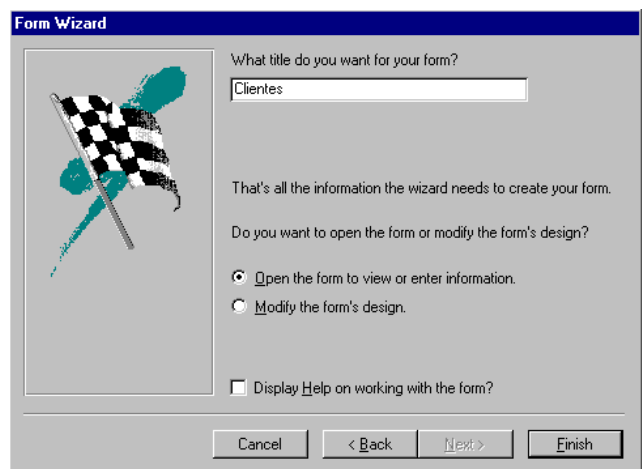 Form Wizard
What title do you want for your form?
Clientes
That's all the information the wizard needs to create your form.
Do you want to open the form or modify the form's design?
Open the form to view or enter information.
Modify the form's design.
Display Help on working with the form?
Cancel
< Back
Next >
Finish